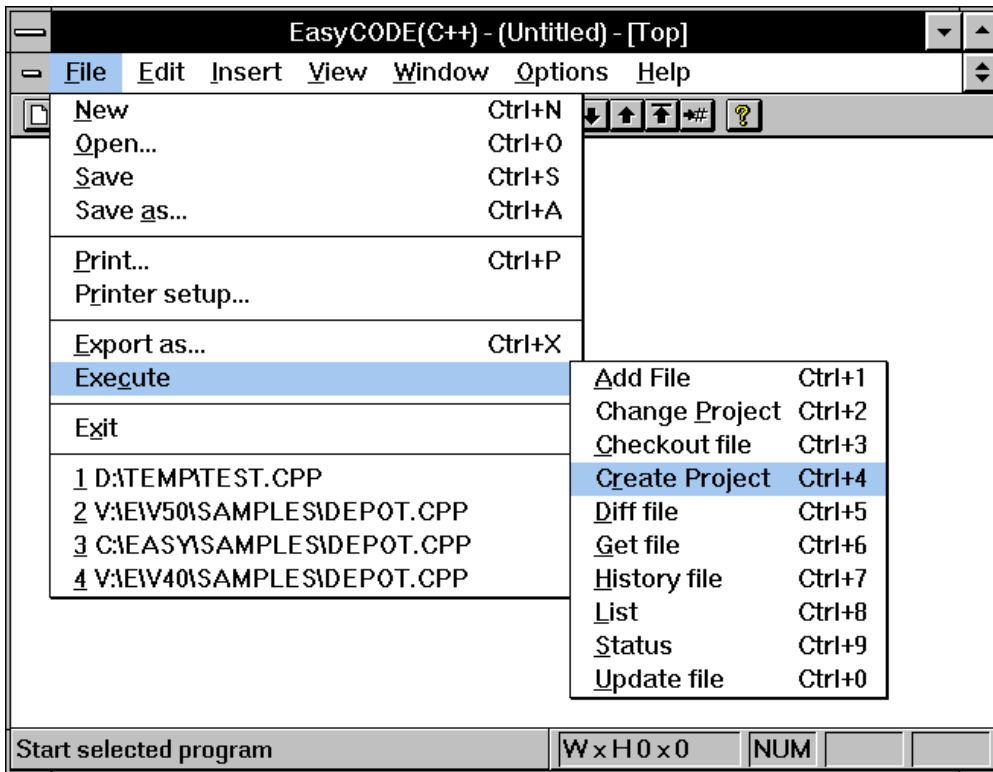 EasyCODE(C++) - (Untitled) - [Top]
File Edit Insert View Window Options Help
New Ctrl+N
Open... Ctrl+O
Save Ctrl+S
Save as... Ctrl+A
Print... Ctrl+P
Printer setup...
Export as... Ctrl+X
Execute
Exit
1 D:\TEMP\TEST.CPP
2 V:\E\V50\SAMPLES\DEPOT.CPP
3 C:\EASY\SAMPLES\DEPOT.CPP
4 V:\E\V40\SAMPLES\DEPOT.CPP
Add File Ctrl+1
Change Project Ctrl+2
Checkout file Ctrl+3
Create Project Ctrl+4
Diff file Ctrl+5
Get file Ctrl+6
History file Ctrl+7
List Ctrl+8
Status Ctrl+9
Update file Ctrl+0
Start selected program W x H 0 x 0 NUM